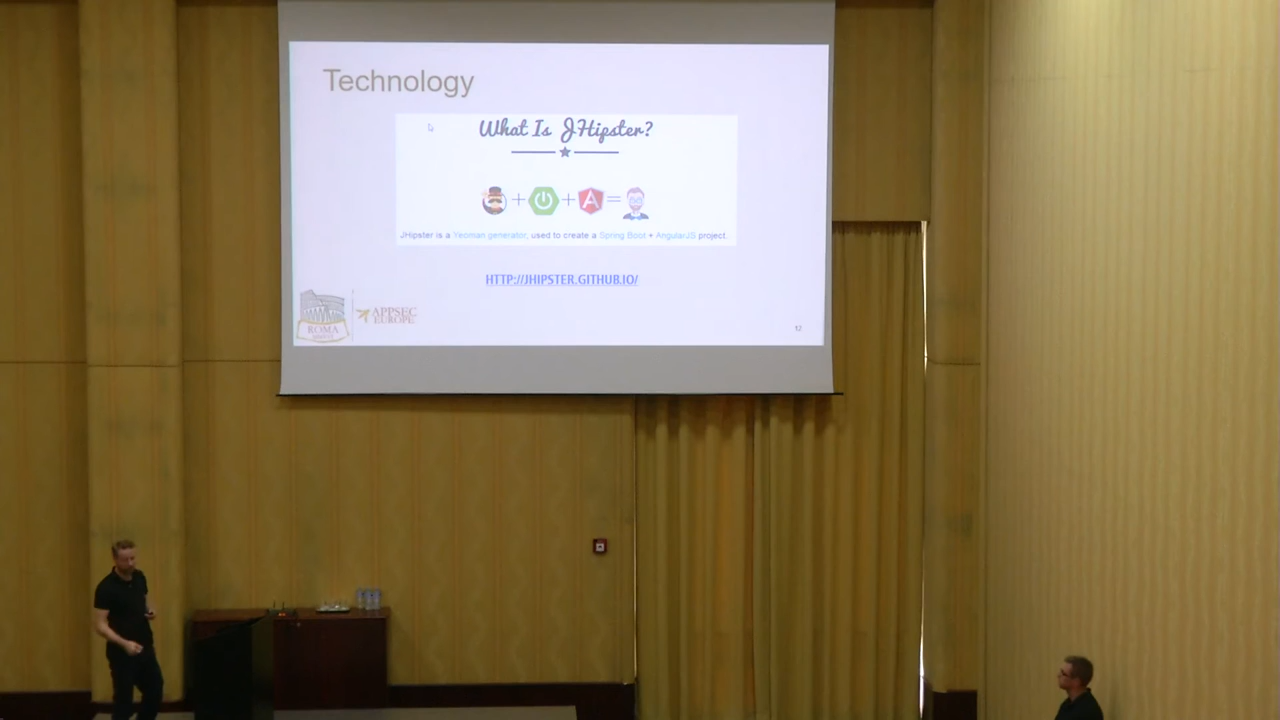 Technology
What Is JHipster?
+ + A =
JHipster is a Yeoman generator, used to create a Spring Boot + AngularJS project.
HTTP://JHIPSTER.GITHUB.IO/
ROMA
APPSEC
EUROPE
12